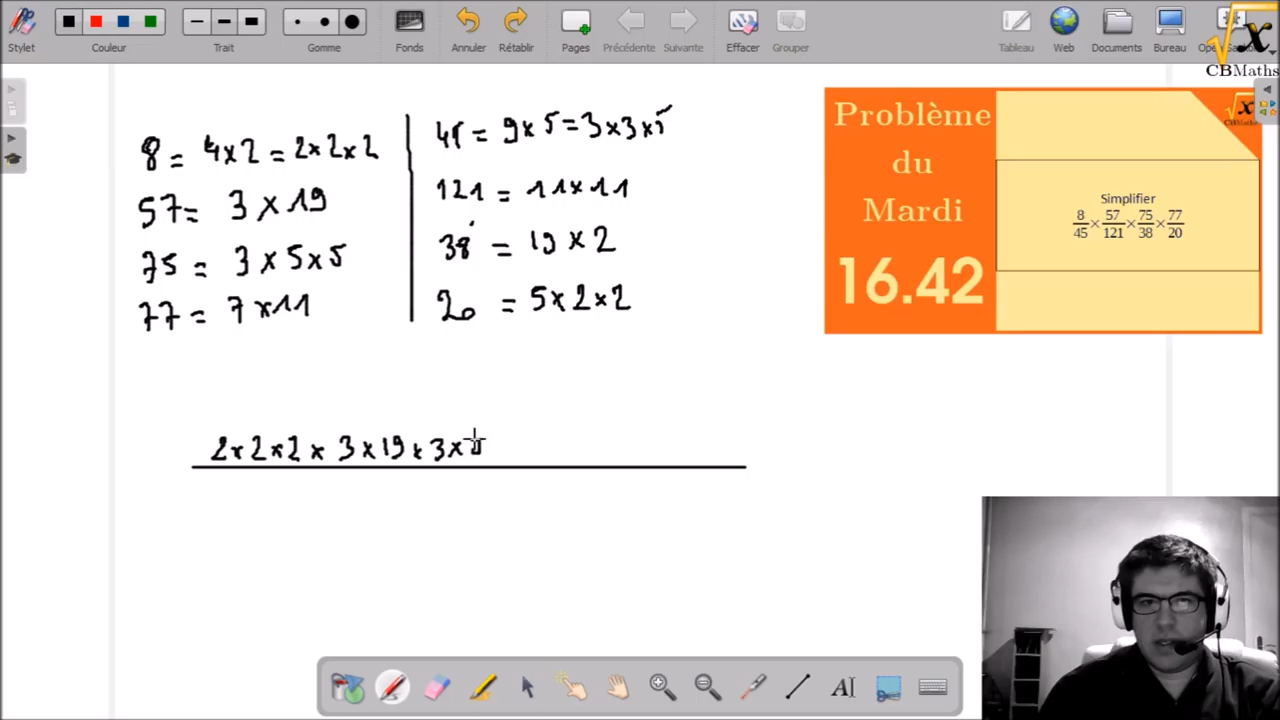 Stylet
Couleur
Trait
Gomme
Fonds
Annuler
Rétablir
Pages
Précédente
Suivante
Effacer
Grouper
Tableau
Web
Documents
Bureau
√x
CBMaths
8 = 4×2 = 2×2×2
57 = 3×19
75 = 3×5×5
77 = 7×11
45 = 9×5=3×3×5
121 = 11×11
38 = 19×2
20 = 5×2×2
Problème
du
Mardi
16.42
Simplifier
8/45 × 57/121 × 75/38 × 77/20
2×2×2×3×19×3×5
AI